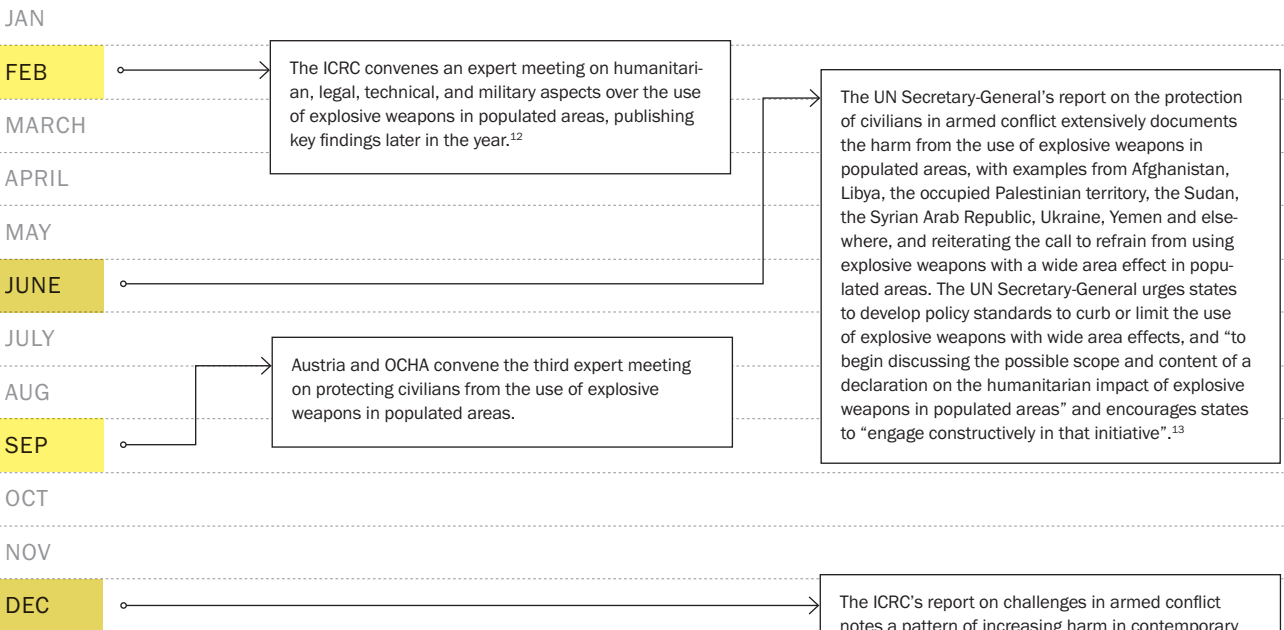 JAN
FEB
The ICRC convenes an expert meeting on humanitari-
an, legal, technical, and military aspects over the use
of explosive weapons in populated areas, publishing
key findings later in the year.12
MARCH
APRIL
MAY
JUNE
The UN Secretary-General's report on the protection
of civilians in armed conflict extensively documents
the harm from the use of explosive weapons in
populated areas, with examples from Afghanistan,
Libya, the occupied Palestinian territory, the Sudan,
the Syrian Arab Republic, Ukraine, Yemen and else-
where, and reiterating the call to refrain from using
explosive weapons with a wide area effect in popu-
lated areas. The UN Secretary-General urges states
to develop policy standards to curb or limit the use
of explosive weapons with wide area effects, and “to
begin discussing the possible scope and content of a
declaration on the humanitarian impact of explosive
weapons in populated areas” and encourages states
to “engage constructively in that initiative”.13
JULY
AUG
SEP
Austria and OCHA convene the third expert meeting
on protecting civilians from the use of explosive
weapons in populated areas.
OCT
NOV
DEC
The ICRC's report on challenges in armed conflict
notes a pattern of increasing harm in contemporary